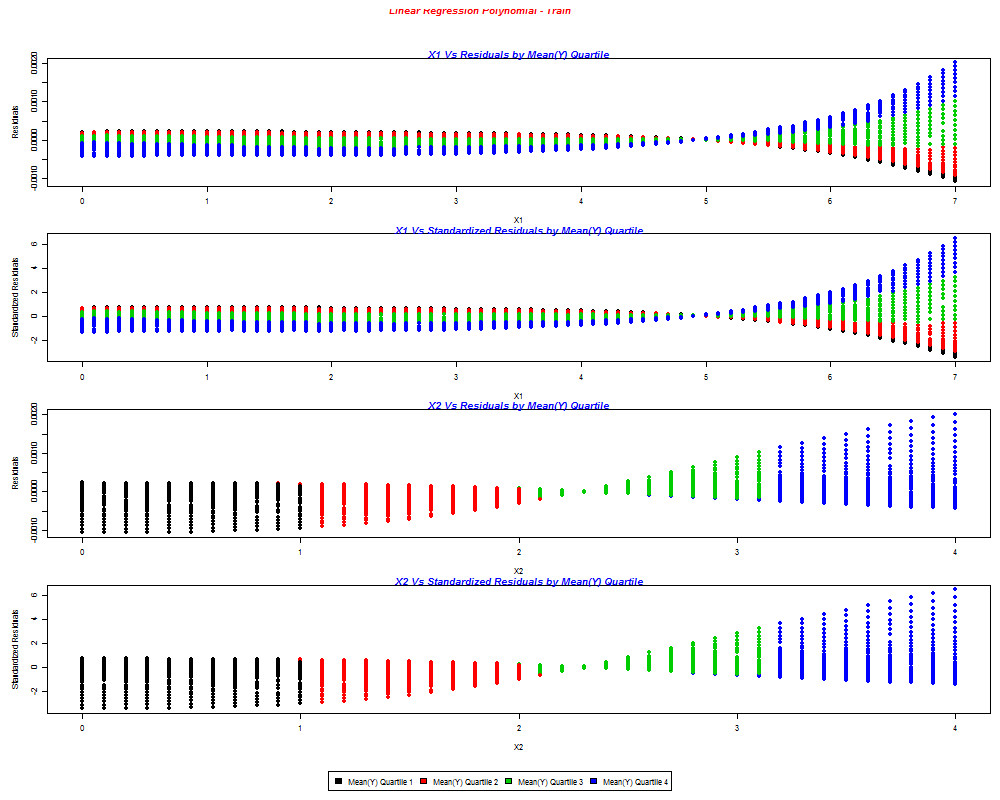 Linear Regression Polynomial - Train
X1 Vs Residuals by Mean(Y) Quartile
Residuals
-0.0010 0.0000 0.0010 0.0020
0 1 2 3 4 5 6 7
X1
X1 Vs Standardized Residuals by Mean(Y) Quartile
Standardized Residuals
-2 0 2 4 6
0 1 2 3 4 5 6 7
X1
X2 Vs Residuals by Mean(Y) Quartile
Residuals
-0.0010 0.0000 0.0010 0.0020
0 1 2 3 4
X2
X2 Vs Standardized Residuals by Mean(Y) Quartile
Standardized Residuals
-2 0 2 4 6
0 1 2 3 4
X2
Mean(Y) Quartile 1 Mean(Y) Quartile 2 Mean(Y) Quartile 3 Mean(Y) Quartile 4